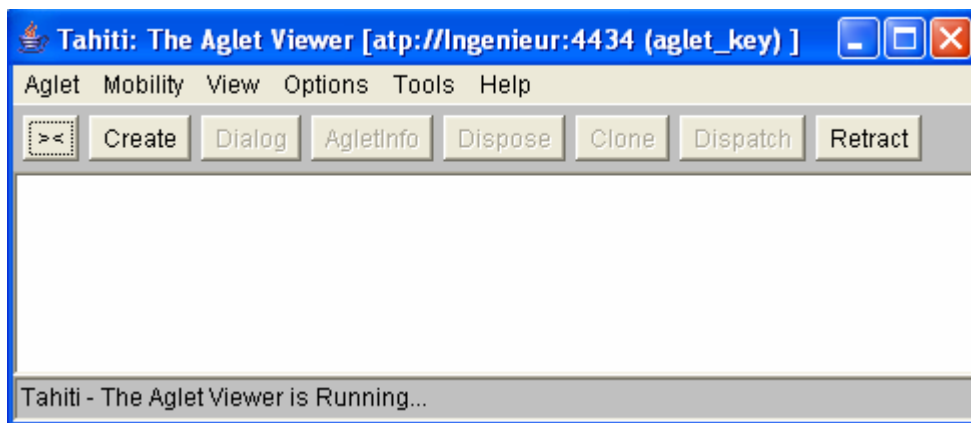 Tahiti: The Aglet Viewer [atp://Ingenieur:4434 (aglet_key) ]
Aglet Mobility View Options Tools Help
>< Create Dialog AgletInfo Dispose Clone Dispatch Retract
Tahiti - The Aglet Viewer is Running...